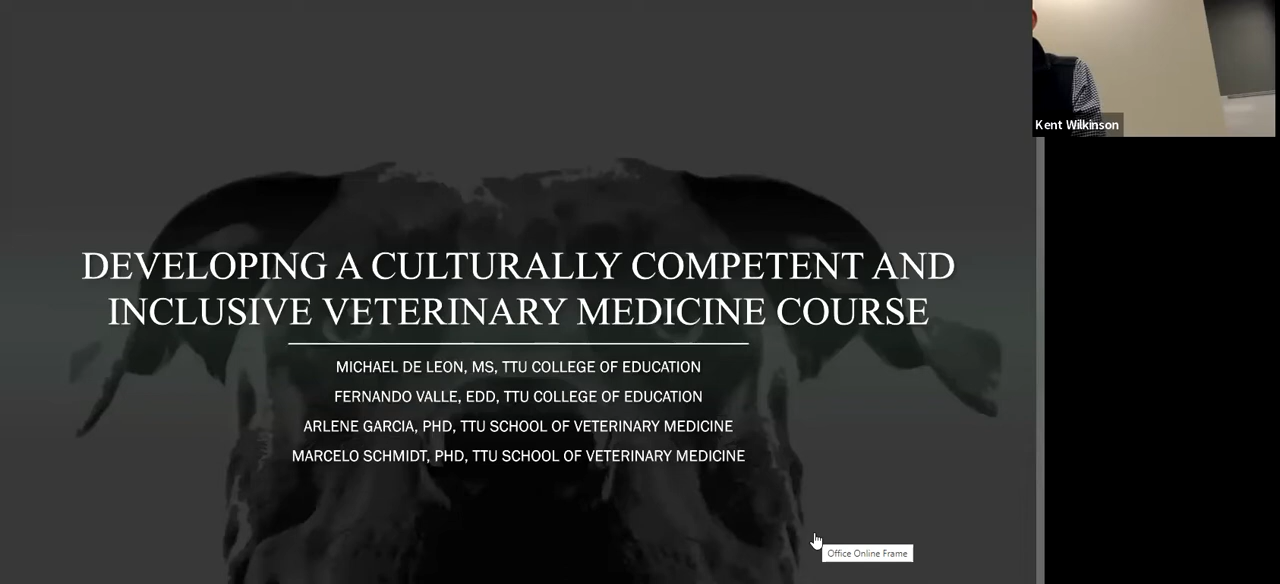 Kent Wilkinson
DEVELOPING A CULTURALLY COMPETENT AND
INCLUSIVE VETERINARY MEDICINE COURSE
MICHAEL DE LEON, MS, TTU COLLEGE OF EDUCATION
FERNANDO VALLE, EDD, TTU COLLEGE OF EDUCATION
ARLENE GARCIA, PHD, TTU SCHOOL OF VETERINARY MEDICINE
MARCELO SCHMIDT, PHD, TTU SCHOOL OF VETERINARY MEDICINE
Office Online Frame